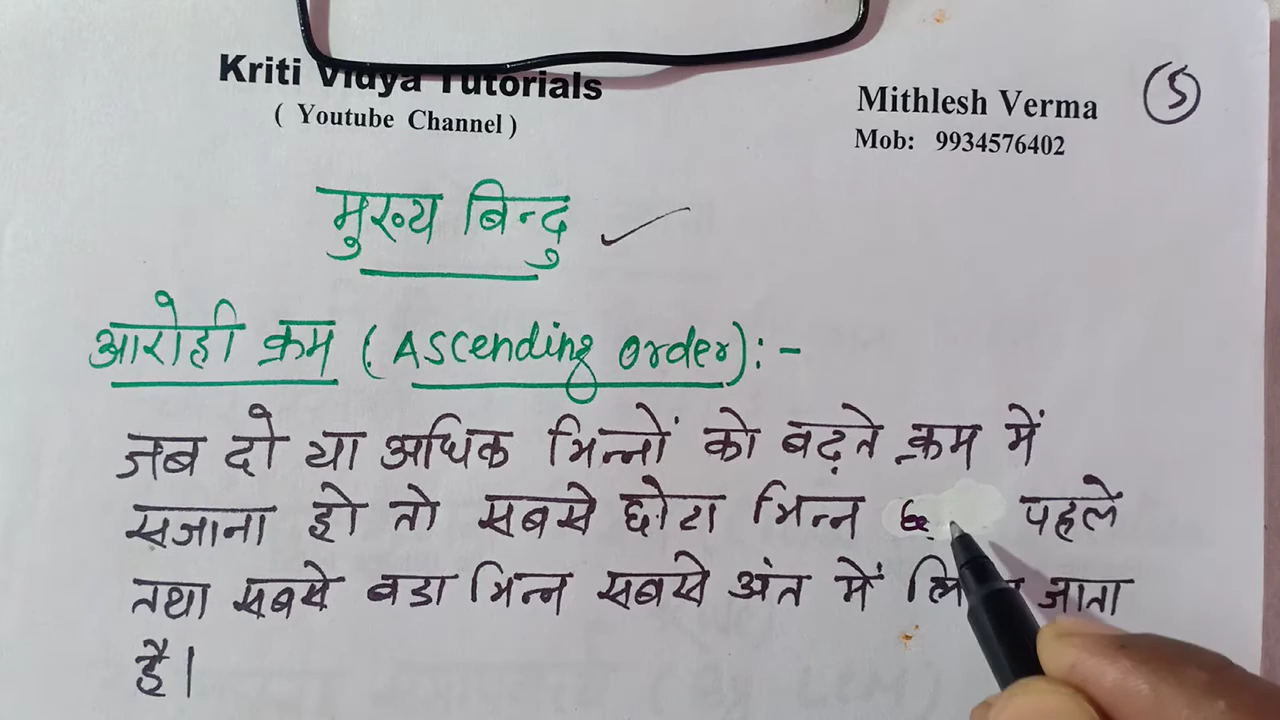 Kriti Vidya Tutorials
( Youtube Channel )
Mithlesh Verma
Mob: 9934576402
5
मुख्य बिन्दु
आरोही क्रम ( Ascending order) : -
जब दो या अधिक भिन्नों को बढ़ते क्रम में
सजाना हो तो सबसे छोटा भिन्न पहले
तथा सबसे बडा भिन्न सबसे अंत में जाता
है।